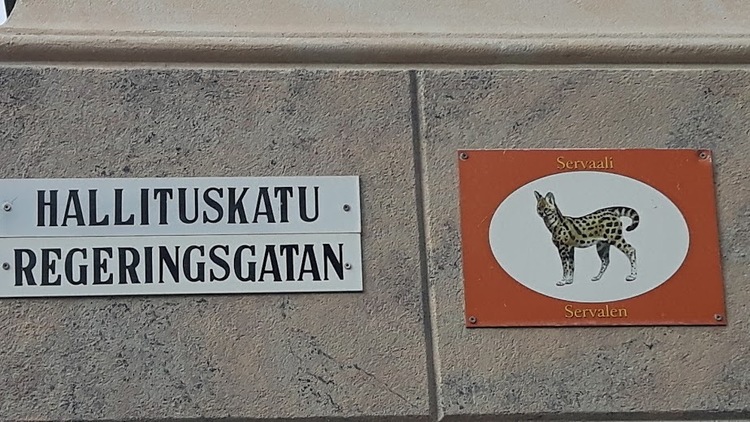 HALLITUSKATU
REGERINGSGATAN
Servaali
Servalen